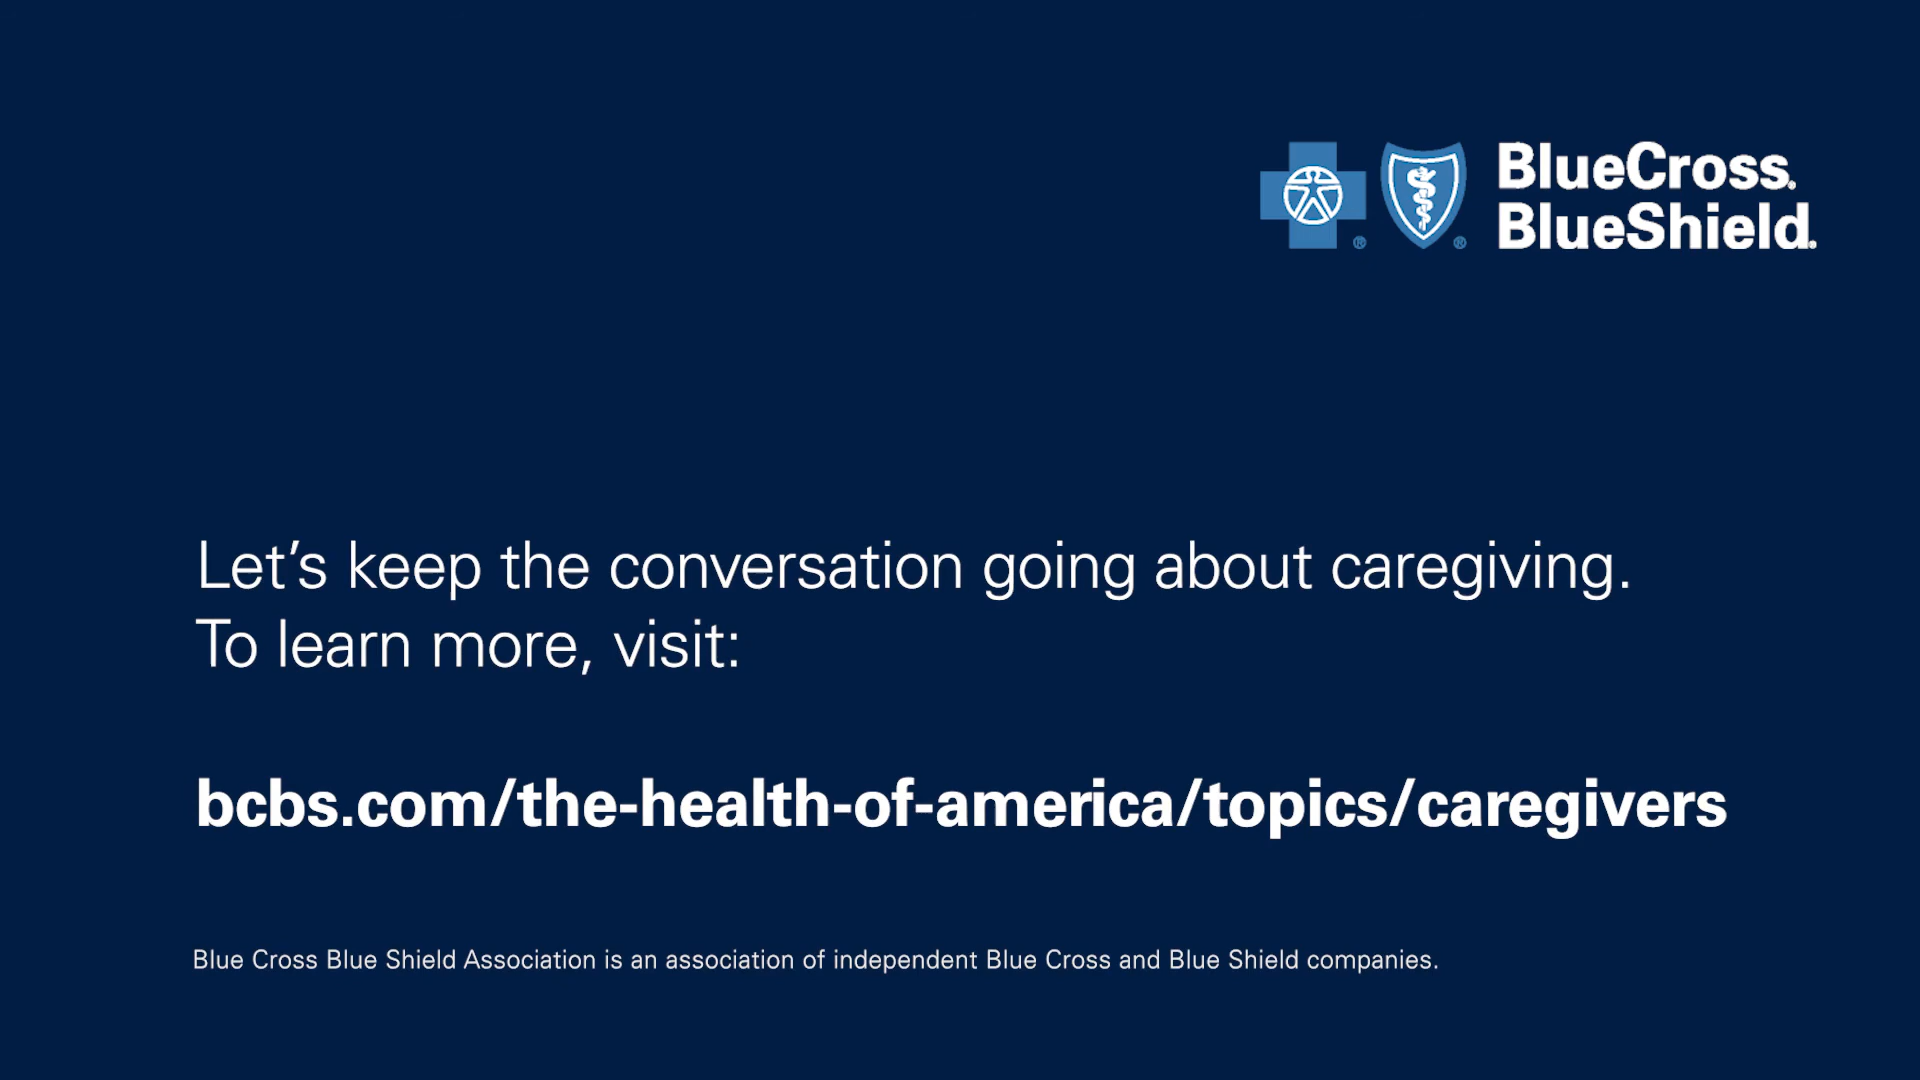 BlueCross®
BlueShield®
® ®
Let’s keep the conversation going about caregiving.
To learn more, visit:
bcbs.com/the-health-of-america/topics/caregivers
Blue Cross Blue Shield Association is an association of independent Blue Cross and Blue Shield companies.